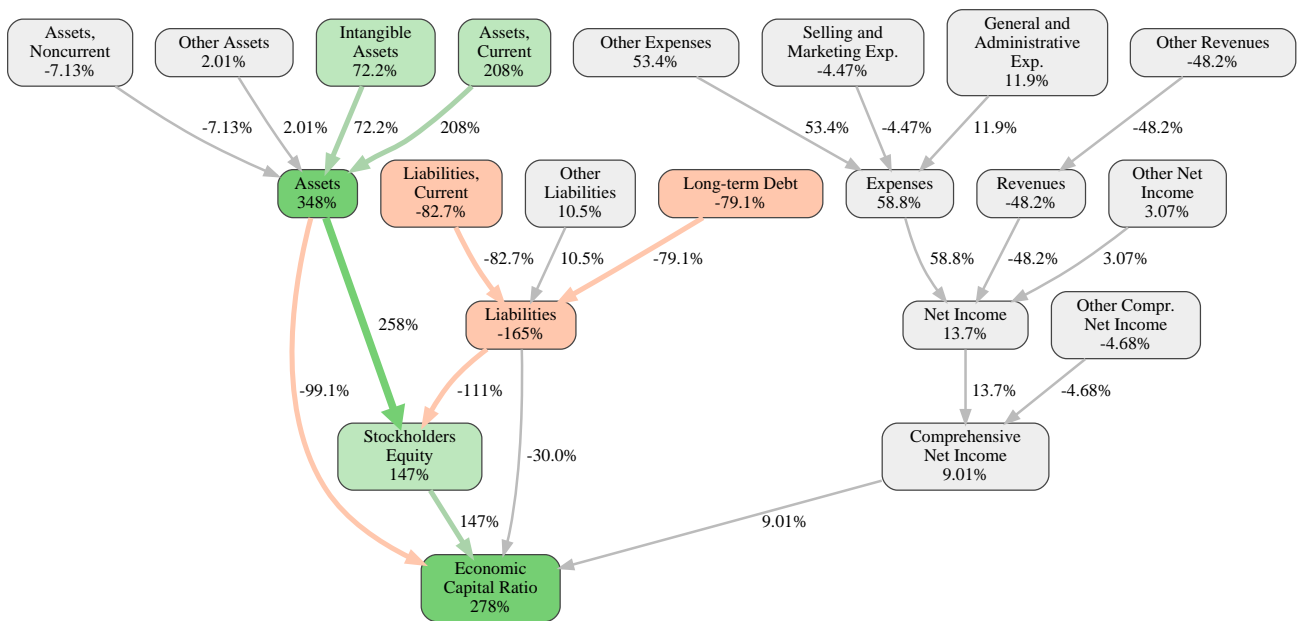 Assets,
Noncurrent
-7.13%
Other Assets
2.01%
Intangible
Assets
72.2%
Assets,
Current
208%
Other Expenses
53.4%
Selling and
Marketing Exp.
-4.47%
General and
Administrative
Exp.
11.9%
Other Revenues
-48.2%
-7.13%
2.01%
72.2%
208%
53.4%
-4.47%
11.9%
-48.2%
Assets
348%
Liabilities,
Current
-82.7%
Other
Liabilities
10.5%
Long-term Debt
-79.1%
Expenses
58.8%
Revenues
-48.2%
Other Net
Income
3.07%
-82.7%
10.5%
-79.1%
58.8%
-48.2%
3.07%
258%
Liabilities
-165%
Net Income
13.7%
Other Compr.
Net Income
-4.68%
-99.1%
-111%
13.7%
-4.68%
Stockholders
Equity
147%
-30.0%
Comprehensive
Net Income
9.01%
147%
9.01%
Economic
Capital Ratio
278%